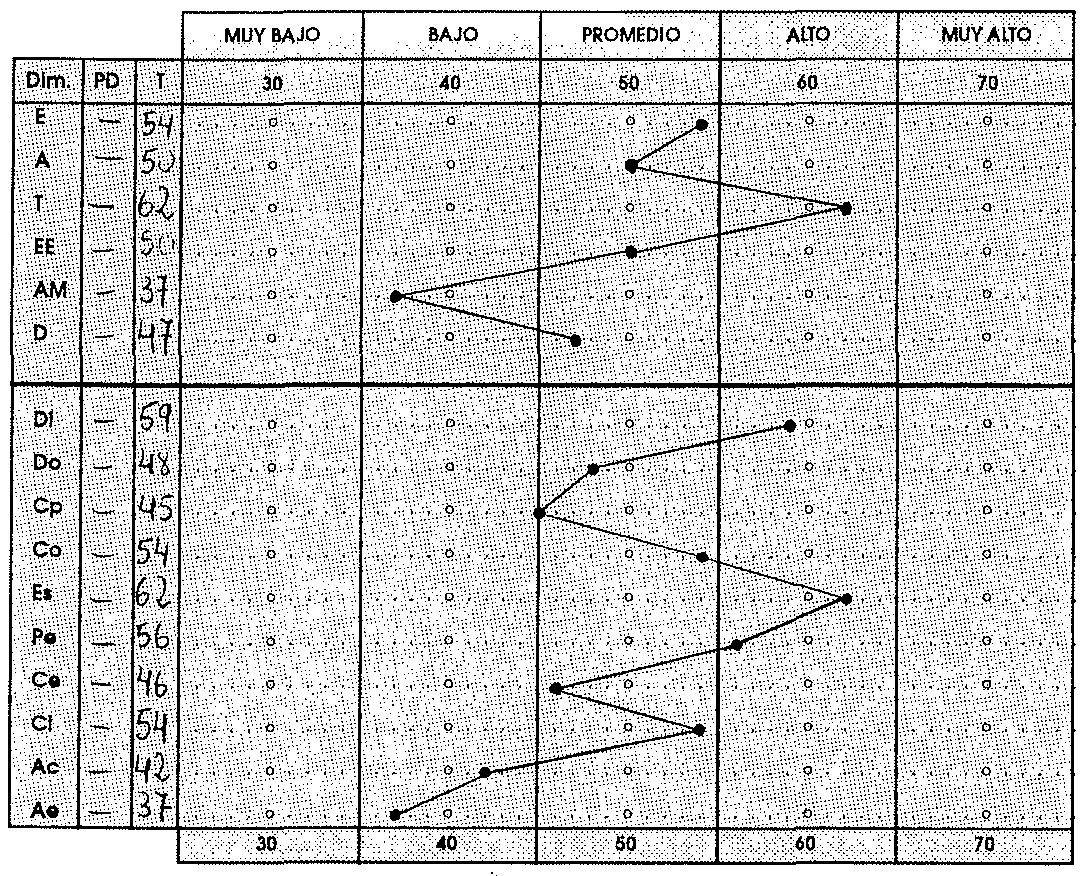 MUY BAJO BAJO PROMEDIO ALTO MUY ALTO
Dim. PD T 30 40 50 60 70
E — 54
A — 50
T — 62
EE — 50
AM — 37
D — 47
Di — 59
Do — 48
Cp — 45
Co — 54
Es — 62
Pe — 56
Ce — 46
Ci — 54
Ac — 42
Ae — 37
30 40 50 60 70